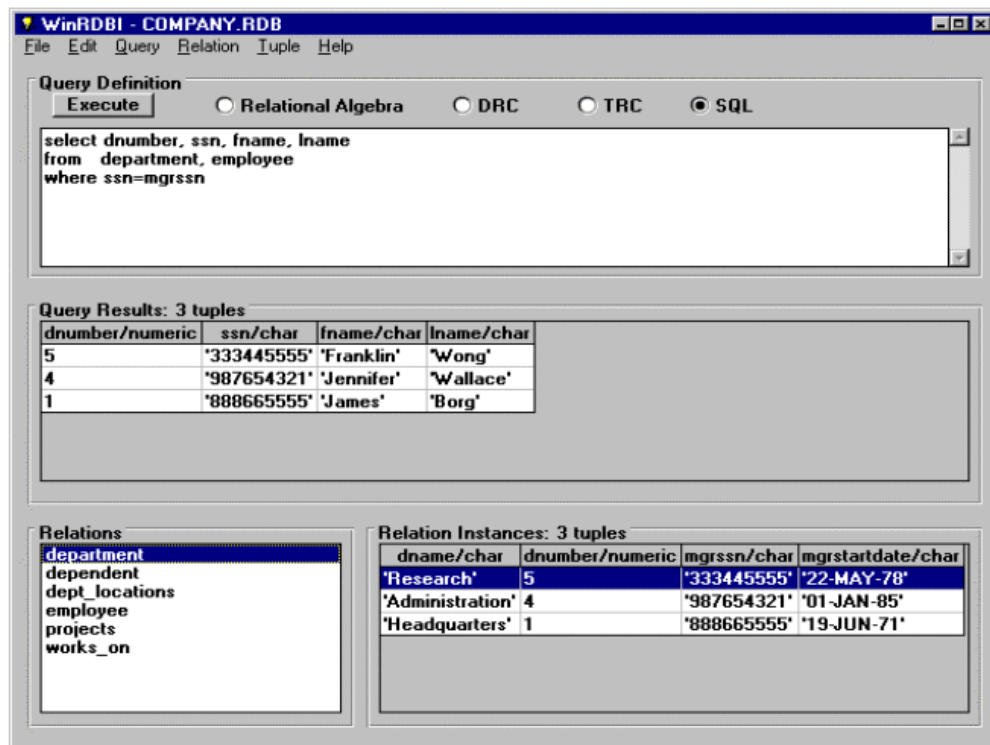 WinRDBI - COMPANY.RDB
File Edit Query Relation Tuple Help
Query Definition
Execute Relational Algebra DRC TRC SQL
select dnumber, ssn, fname, lname
from department, employee
where ssn=mgrssn
Query Results: 3 tuples
dnumber/numeric ssn/char fname/char lname/char
5 '333445555' 'Franklin' 'Wong'
4 '987654321' 'Jennifer' 'Wallace'
1 '888665555' 'James' 'Borg'
Relations
department
dependent
dept_locations
employee
projects
works_on
Relation Instances: 3 tuples
dname/char dnumber/numeric mgrssn/char mgrstartdate/char
'Research' 5 '333445555' '22-MAY-78'
'Administration' 4 '987654321' '01-JAN-85'
'Headquarters' 1 '888665555' '19-JUN-71'